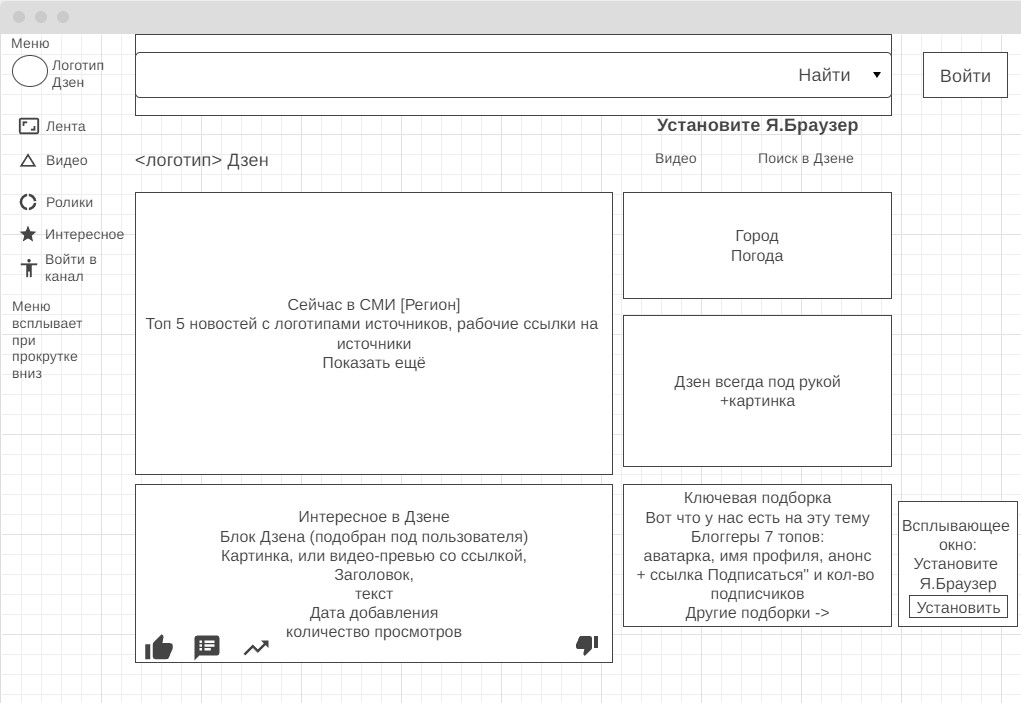 Меню
Логотип
Дзен
Найти
Войти
Установите Я.Браузер
Лента
Видео
<логотип> Дзен
Видео
Поиск в Дзене
Ролики
Интересное
Войти в
канал
Меню
всплывает
при
прокрутке
вниз
Сейчас в СМИ [Регион]
Топ 5 новостей с логотипами источников, рабочие ссылки на
источники
Показать ещё
Город
Погода
Дзен всегда под рукой
+картинка
Интересное в Дзене
Блок Дзена (подобран под пользователя)
Картинка, или видео-превью со ссылкой,
Заголовок,
текст
Дата добавления
количество просмотров
Ключевая подборка
Вот что у нас есть на эту тему
Блоггеры 7 топов:
аватарка, имя профиля, анонс
+ ссылка Подписаться" и кол-во
подписчиков
Другие подборки ->
Всплывающее
окно:
Установите
Я.Браузер
Установить